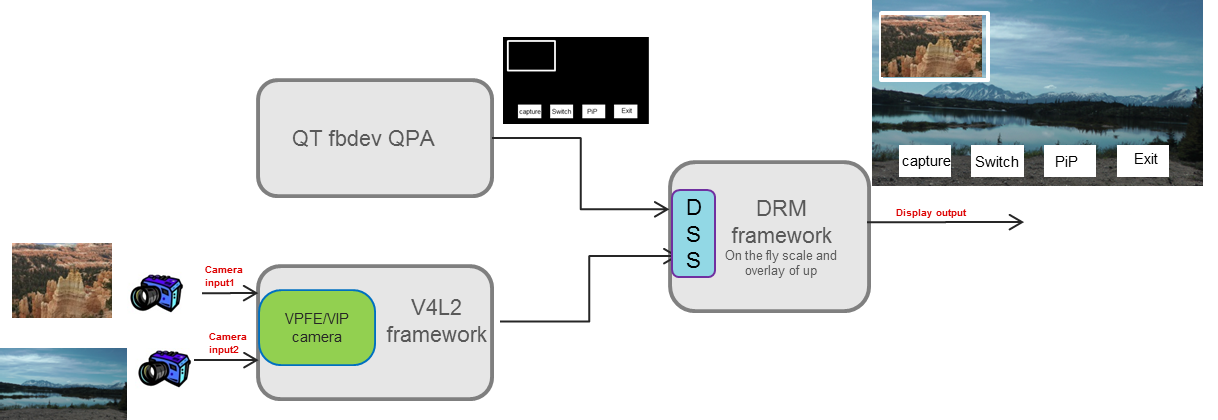 capture Switch PiP Exit
QT fbdev QPA
capture Switch PiP Exit
D
S
S
DRM
framework
On the fly scale and
overlay of up
Display output
Camera
input1
Camera
input2
VPFE/VIP
camera
V4L2
framework